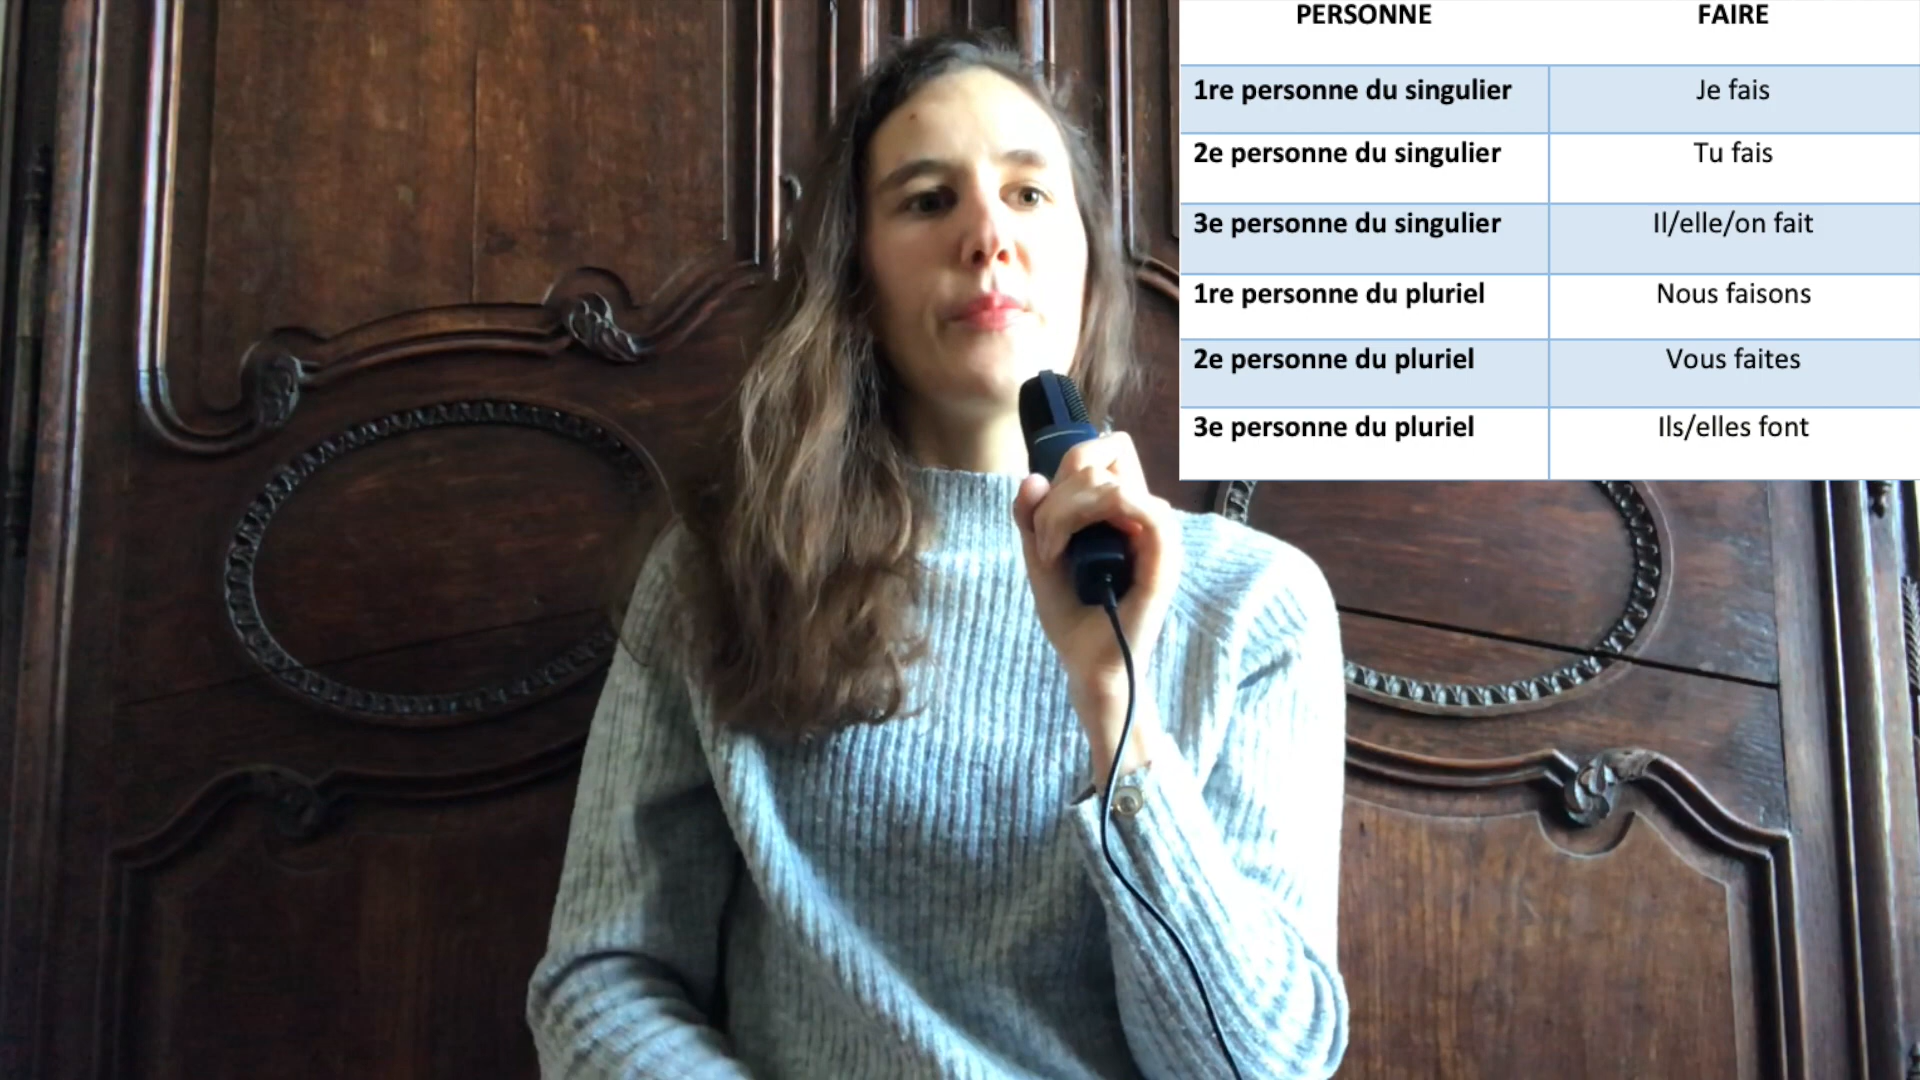 PERSONNE FAIRE
1re personne du singulier Je fais
2e personne du singulier Tu fais
3e personne du singulier Il/elle/on fait
1re personne du pluriel Nous faisons
2e personne du pluriel Vous faites
3e personne du pluriel Ils/elles font